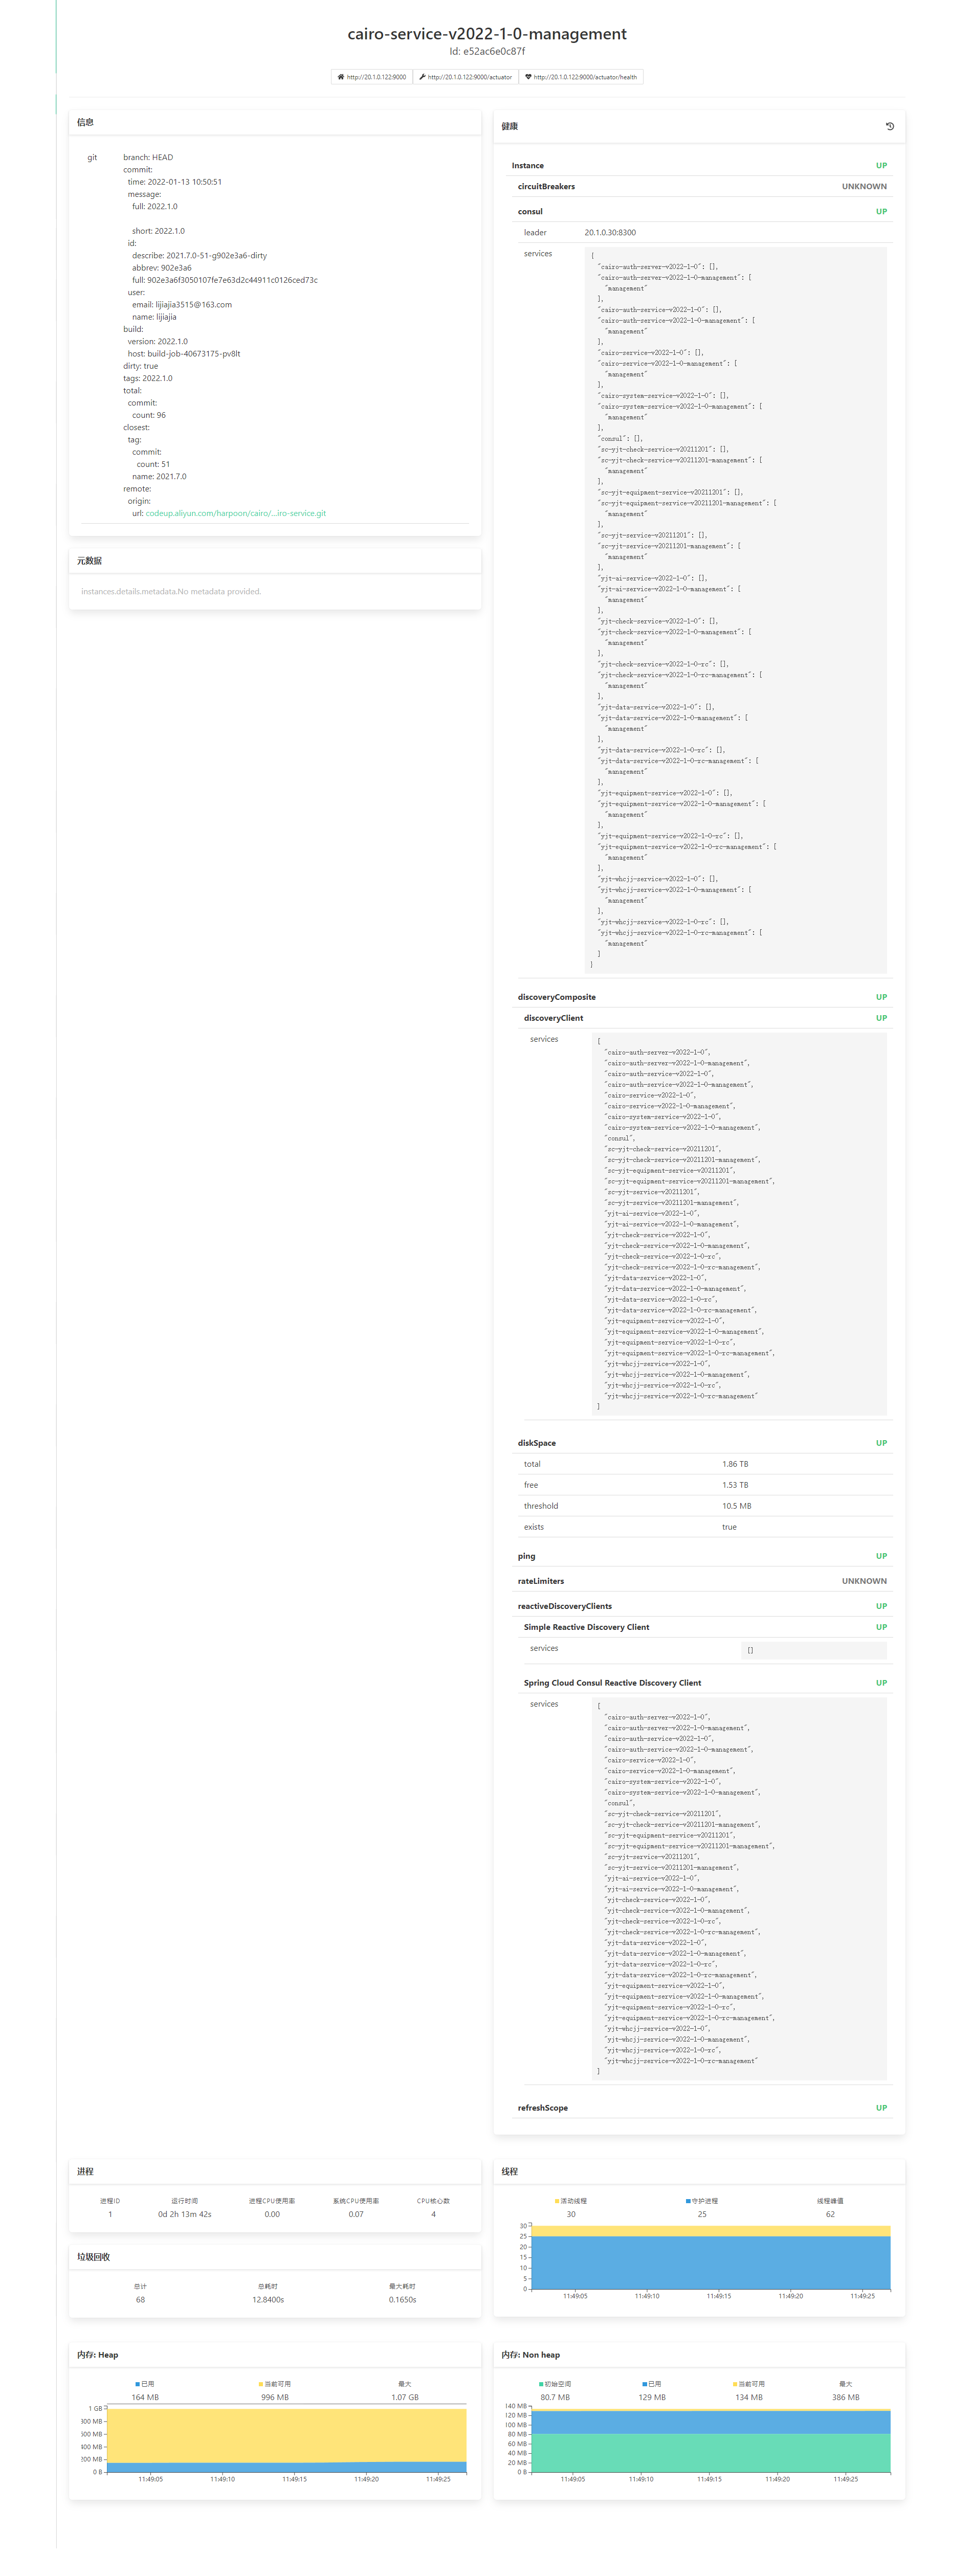 cairo-service-v2022-1-0-management
Id: e52ac6e0c87f
http://20.1.0.122:9000
http://20.1.0.122:9000/actuator
http://20.1.0.122:9000/actuator/health
信息
git
branch: HEAD
commit:
time: 2022-01-13 10:50:51
message:
full: 2022.1.0
short: 2022.1.0
id:
describe: 2021.7.0-51-g902e3a6-dirty
abbrev: 902e3a6
full: 902e3a6f3050107fe7e63d2c44911c0126ced73c
user:
email: lijiajia3515@163.com
name: lijiajia
build:
version: 2022.1.0
host: build-job-40673175-pv8lt
dirty: true
tags: 2022.1.0
total:
commit:
count: 96
closest:
tag:
commit:
count: 51
name: 2021.7.0
remote:
origin:
url: codeup.aliyun.com/harpoon/cairo/...iro-service.git
元数据
instances.details.metadata.No metadata provided.
健康
Instance UP
circuitBreakers UNKNOWN
consul UP
leader 20.1.0.30:8300
services
[
"cairo-auth-server-v2022-1-0": [],
"cairo-auth-server-v2022-1-0-management": [
"management"
],
"cairo-auth-service-v2022-1-0": [],
"cairo-auth-service-v2022-1-0-management": [
"management"
],
"cairo-service-v2022-1-0": [],
"cairo-service-v2022-1-0-management": [
"management"
],
"cairo-system-service-v2022-1-0": [],
"cairo-system-service-v2022-1-0-management": [
"management"
],
"consul": [],
"sc-yjt-check-service-v20211201": [],
"sc-yjt-check-service-v20211201-management": [
"management"
],
"sc-yjt-equipment-service-v20211201": [],
"sc-yjt-equipment-service-v20211201-management": [
"management"
],
"sc-yjt-service-v20211201": [],
"sc-yjt-service-v20211201-management": [
"management"
],
"yjt-ai-service-v2022-1-0": [],
"yjt-ai-service-v2022-1-0-management": [
"management"
],
"yjt-check-service-v2022-1-0": [],
"yjt-check-service-v2022-1-0-management": [
"management"
],
"yjt-check-service-v2022-1-0-rc": [],
"yjt-check-service-v2022-1-0-rc-management": [
"management"
],
"yjt-data-service-v2022-1-0": [],
"yjt-data-service-v2022-1-0-management": [
"management"
],
"yjt-data-service-v2022-1-0-rc": [],
"yjt-data-service-v2022-1-0-rc-management": [
"management"
],
"yjt-equipment-service-v2022-1-0": [],
"yjt-equipment-service-v2022-1-0-management": [
"management"
],
"yjt-equipment-service-v2022-1-0-rc": [],
"yjt-equipment-service-v2022-1-0-rc-management": [
"management"
],
"yjt-whcjj-service-v2022-1-0": [],
"yjt-whcjj-service-v2022-1-0-management": [
"management"
],
"yjt-whcjj-service-v2022-1-0-rc": [],
"yjt-whcjj-service-v2022-1-0-rc-management": [
"management"
]
}
discoveryComposite UP
discoveryClient UP
services
[
"cairo-auth-server-v2022-1-0",
"cairo-auth-server-v2022-1-0-management",
"cairo-auth-service-v2022-1-0",
"cairo-auth-service-v2022-1-0-management",
"cairo-service-v2022-1-0",
"cairo-service-v2022-1-0-management",
"cairo-system-service-v2022-1-0",
"cairo-system-service-v2022-1-0-management",
"consul",
"sc-yjt-check-service-v20211201",
"sc-yjt-check-service-v20211201-management",
"sc-yjt-equipment-service-v20211201",
"sc-yjt-equipment-service-v20211201-management",
"sc-yjt-service-v20211201",
"sc-yjt-service-v20211201-management",
"yjt-ai-service-v2022-1-0",
"yjt-ai-service-v2022-1-0-management",
"yjt-check-service-v2022-1-0",
"yjt-check-service-v2022-1-0-management",
"yjt-check-service-v2022-1-0-rc",
"yjt-check-service-v2022-1-0-rc-management",
"yjt-data-service-v2022-1-0",
"yjt-data-service-v2022-1-0-management",
"yjt-data-service-v2022-1-0-rc",
"yjt-data-service-v2022-1-0-rc-management",
"yjt-equipment-service-v2022-1-0",
"yjt-equipment-service-v2022-1-0-management",
"yjt-equipment-service-v2022-1-0-rc",
"yjt-equipment-service-v2022-1-0-rc-management",
"yjt-whcjj-service-v2022-1-0",
"yjt-whcjj-service-v2022-1-0-management",
"yjt-whcjj-service-v2022-1-0-rc",
"yjt-whcjj-service-v2022-1-0-rc-management"
]
diskSpace UP
total 1.86 TB
free 1.53 TB
threshold 10.5 MB
exists true
ping UP
rateLimiters UNKNOWN
reactiveDiscoveryClients UP
Simple Reactive Discovery Client UP
services []
Spring Cloud Consul Reactive Discovery Client UP
services
[
"cairo-auth-server-v2022-1-0",
"cairo-auth-server-v2022-1-0-management",
"cairo-auth-service-v2022-1-0",
"cairo-auth-service-v2022-1-0-management",
"cairo-service-v2022-1-0",
"cairo-service-v2022-1-0-management",
"cairo-system-service-v2022-1-0",
"cairo-system-service-v2022-1-0-management",
"consul",
"sc-yjt-check-service-v20211201",
"sc-yjt-check-service-v20211201-management",
"sc-yjt-equipment-service-v20211201",
"sc-yjt-equipment-service-v20211201-management",
"sc-yjt-service-v20211201",
"sc-yjt-service-v20211201-management",
"yjt-ai-service-v2022-1-0",
"yjt-ai-service-v2022-1-0-management",
"yjt-check-service-v2022-1-0",
"yjt-check-service-v2022-1-0-management",
"yjt-check-service-v2022-1-0-rc",
"yjt-check-service-v2022-1-0-rc-management",
"yjt-data-service-v2022-1-0",
"yjt-data-service-v2022-1-0-management",
"yjt-data-service-v2022-1-0-rc",
"yjt-data-service-v2022-1-0-rc-management",
"yjt-equipment-service-v2022-1-0",
"yjt-equipment-service-v2022-1-0-management",
"yjt-equipment-service-v2022-1-0-rc",
"yjt-equipment-service-v2022-1-0-rc-management",
"yjt-whcjj-service-v2022-1-0",
"yjt-whcjj-service-v2022-1-0-management",
"yjt-whcjj-service-v2022-1-0-rc",
"yjt-whcjj-service-v2022-1-0-rc-management"
]
refreshScope UP
进程
进程ID 运行时间 进程CPU使用率 系统CPU使用率 CPU核心数
1 0d 2h 13m 42s 0.00 0.07 4
垃圾回收
总计 总耗时 最大耗时
68 12.8400s 0.1650s
线程
活动线程 守护进程 线程峰值
30 25 62
30
25
20
15
10
5
0
11:49:05 11:49:10 11:49:15 11:49:20 11:49:25
内存: Heap
已用 当前可用 最大
164 MB 996 MB 1.07 GB
1 GB
800 MB
600 MB
400 MB
200 MB
0 B
11:49:05 11:49:10 11:49:15 11:49:20 11:49:25
内存: Non heap
初始空间 已用 当前可用 最大
80.7 MB 129 MB 134 MB 386 MB
140 MB
120 MB
100 MB
80 MB
60 MB
40 MB
20 MB
0 B
11:49:05 11:49:10 11:49:15 11:49:20 11:49:25